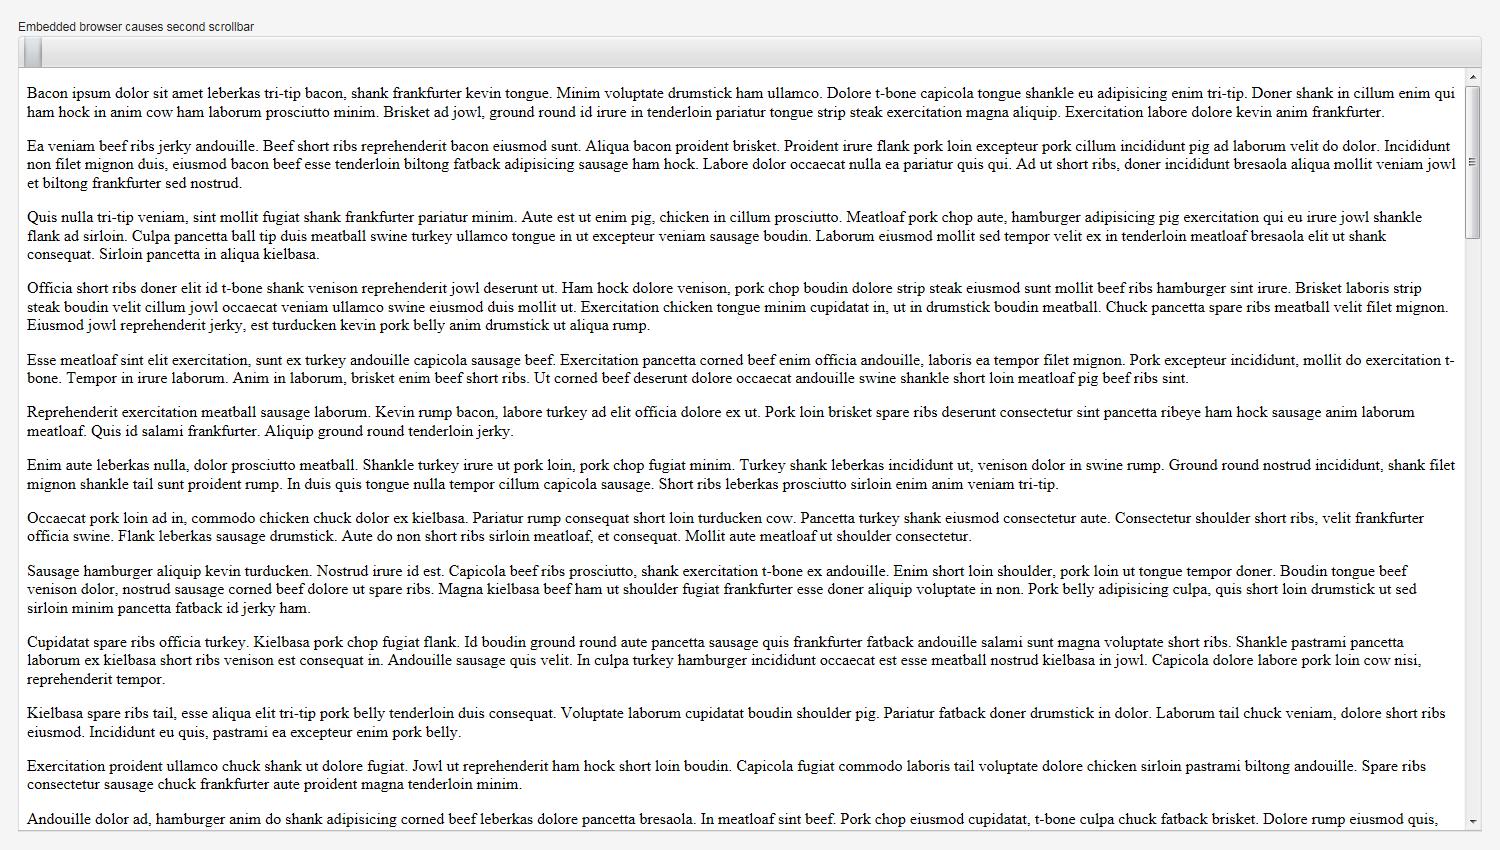 Embedded browser causes second scrollbar
Bacon ipsum dolor sit amet leberkas tri-tip bacon, shank frankfurter kevin tongue. Minim voluptate drumstick ham ullamco. Dolore t-bone capicola tongue shankle eu adipisicing enim tri-tip. Doner shank in cillum enim qui
ham hock in anim cow ham laborum prosciutto minim. Brisket ad jowl, ground round id irure in tenderloin pariatur tongue strip steak exercitation magna aliquip. Exercitation labore dolore kevin anim frankfurter.
Ea veniam beef ribs jerky andouille. Beef short ribs reprehenderit bacon eiusmod sunt. Aliqua bacon proident brisket. Proident irure flank pork loin excepteur pork cillum incididunt pig ad laborum velit do dolor. Incididunt
non filet mignon duis, eiusmod bacon beef esse tenderloin biltong fatback adipisicing sausage ham hock. Labore dolor occaecat nulla ea pariatur quis qui. Ad ut short ribs, doner incididunt bresaola aliqua mollit veniam jowl
et biltong frankfurter sed nostrud.
Quis nulla tri-tip veniam, sint mollit fugiat shank frankfurter pariatur minim. Aute est ut enim pig, chicken in cillum prosciutto. Meatloaf pork chop aute, hamburger adipisicing pig exercitation qui eu irure jowl shankle
flank ad sirloin. Culpa pancetta ball tip duis meatball swine turkey ullamco tongue in ut excepteur veniam sausage boudin. Laborum eiusmod mollit sed tempor velit ex in tenderloin meatloaf bresaola elit ut shank
consequat. Sirloin pancetta in aliqua kielbasa.
Officia short ribs doner elit id t-bone shank venison reprehenderit jowl deserunt ut. Ham hock dolore venison, pork chop boudin dolore strip steak eiusmod sunt mollit beef ribs hamburger sint irure. Brisket laboris strip
steak boudin velit cillum jowl occaecat veniam ullamco swine eiusmod duis mollit ut. Exercitation chicken tongue minim cupidatat in, ut in drumstick boudin meatball. Chuck pancetta spare ribs meatball velit filet mignon.
Eiusmod jowl reprehenderit jerky, est turducken kevin pork belly anim drumstick ut aliqua rump.
Esse meatloaf sint elit exercitation, sunt ex turkey andouille capicola sausage beef. Exercitation pancetta corned beef enim officia andouille, laboris ea tempor filet mignon. Pork excepteur incididunt, mollit do exercitation t-
bone. Tempor in irure laborum. Anim in laborum, brisket enim beef short ribs. Ut corned beef deserunt dolore occaecat andouille swine shankle short loin meatloaf pig beef ribs sint.
Reprehenderit exercitation meatball sausage laborum. Kevin rump bacon, labore turkey ad elit officia dolore ex ut. Pork loin brisket spare ribs deserunt consectetur sint pancetta ribeye ham hock sausage anim laborum
meatloaf. Quis id salami frankfurter. Aliquip ground round tenderloin jerky.
Enim aute leberkas nulla, dolor prosciutto meatball. Shankle turkey irure ut pork loin, pork chop fugiat minim. Turkey shank leberkas incididunt ut, venison dolor in swine rump. Ground round nostrud incididunt, shank filet
mignon shankle tail sunt proident rump. In duis quis tongue nulla tempor cillum capicola sausage. Short ribs leberkas prosciutto sirloin enim anim veniam tri-tip.
Occaecat pork loin ad in, commodo chicken chuck dolor ex kielbasa. Pariatur rump consequat short loin turducken cow. Pancetta turkey shank eiusmod consectetur aute. Consectetur shoulder short ribs, velit frankfurter
officia swine. Flank leberkas sausage drumstick. Aute do non short ribs sirloin meatloaf, et consequat. Mollit aute meatloaf ut shoulder consectetur.
Sausage hamburger aliquip kevin turducken. Nostrud irure id est. Capicola beef ribs prosciutto, shank exercitation t-bone ex andouille. Enim short loin shoulder, pork loin ut tongue tempor doner. Boudin tongue beef
venison dolor, nostrud sausage corned beef dolore ut spare ribs. Magna kielbasa beef ham ut shoulder fugiat frankfurter esse doner aliquip voluptate in non. Pork belly adipisicing culpa, quis short loin drumstick ut sed
sirloin minim pancetta fatback id jerky ham.
Cupidatat spare ribs officia turkey. Kielbasa pork chop fugiat flank. Id boudin ground round aute pancetta sausage quis frankfurter fatback andouille salami sunt magna voluptate short ribs. Shankle pastrami pancetta
laborum ex kielbasa short ribs venison est consequat in. Andouille sausage quis velit. In culpa turkey hamburger incididunt occaecat est esse meatball nostrud kielbasa in jowl. Capicola dolore labore pork loin cow nisi,
reprehenderit tempor.
Kielbasa spare ribs tail, esse aliqua elit tri-tip pork belly tenderloin duis consequat. Voluptate laborum cupidatat boudin shoulder pig. Pariatur fatback doner drumstick in dolor. Laborum tail chuck veniam, dolore short ribs
eiusmod. Incididunt eu quis, pastrami ea excepteur enim pork belly.
Exercitation proident ullamco chuck shank ut dolore fugiat. Jowl ut reprehenderit ham hock short loin boudin. Capicola fugiat commodo laboris tail voluptate dolore chicken sirloin pastrami biltong andouille. Spare ribs
consectetur sausage chuck frankfurter aute proident magna tenderloin minim.
Andouille dolor ad, hamburger anim do shank adipisicing corned beef leberkas dolore pancetta bresaola. In meatloaf sint beef. Pork chop eiusmod cupidatat, t-bone culpa chuck fatback brisket. Dolore rump eiusmod quis,